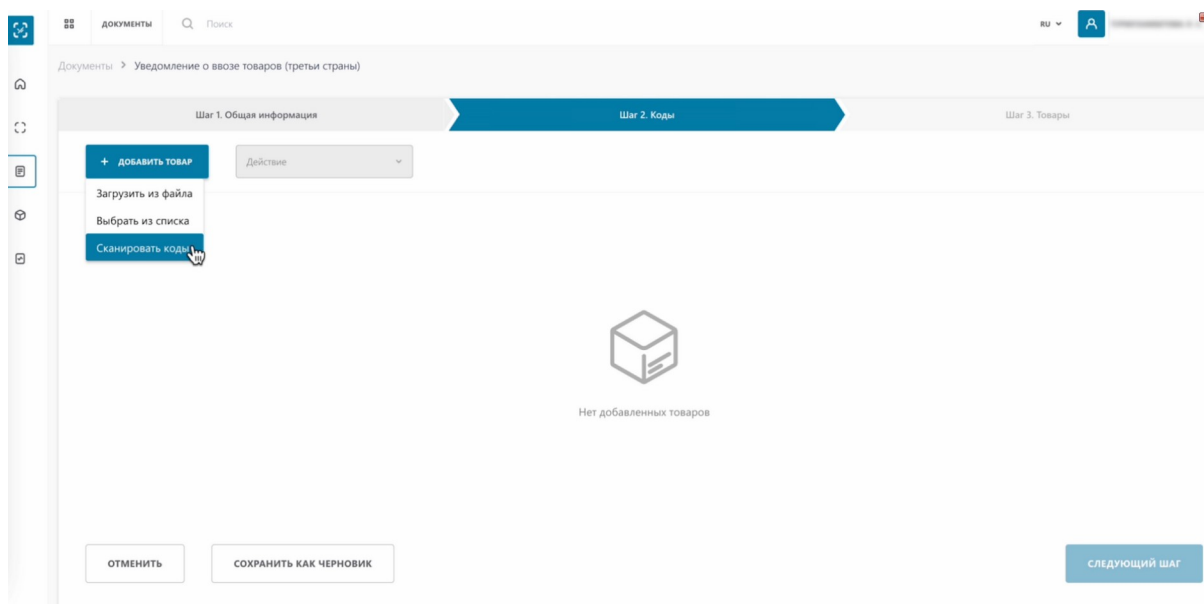 ДОКУМЕНТЫ
Поиск
RU
Документы > Уведомление о ввозе товаров (третьи страны)
Шаг 1. Общая информация
Шаг 2. Коды
Шаг 3. Товары
+ ДОБАВИТЬ ТОВАР
Действие
Загрузить из файла
Выбрать из списка
Сканировать коды
Нет добавленных товаров
ОТМЕНИТЬ
СОХРАНИТЬ КАК ЧЕРНОВИК
СЛЕДУЮЩИЙ ШАГ